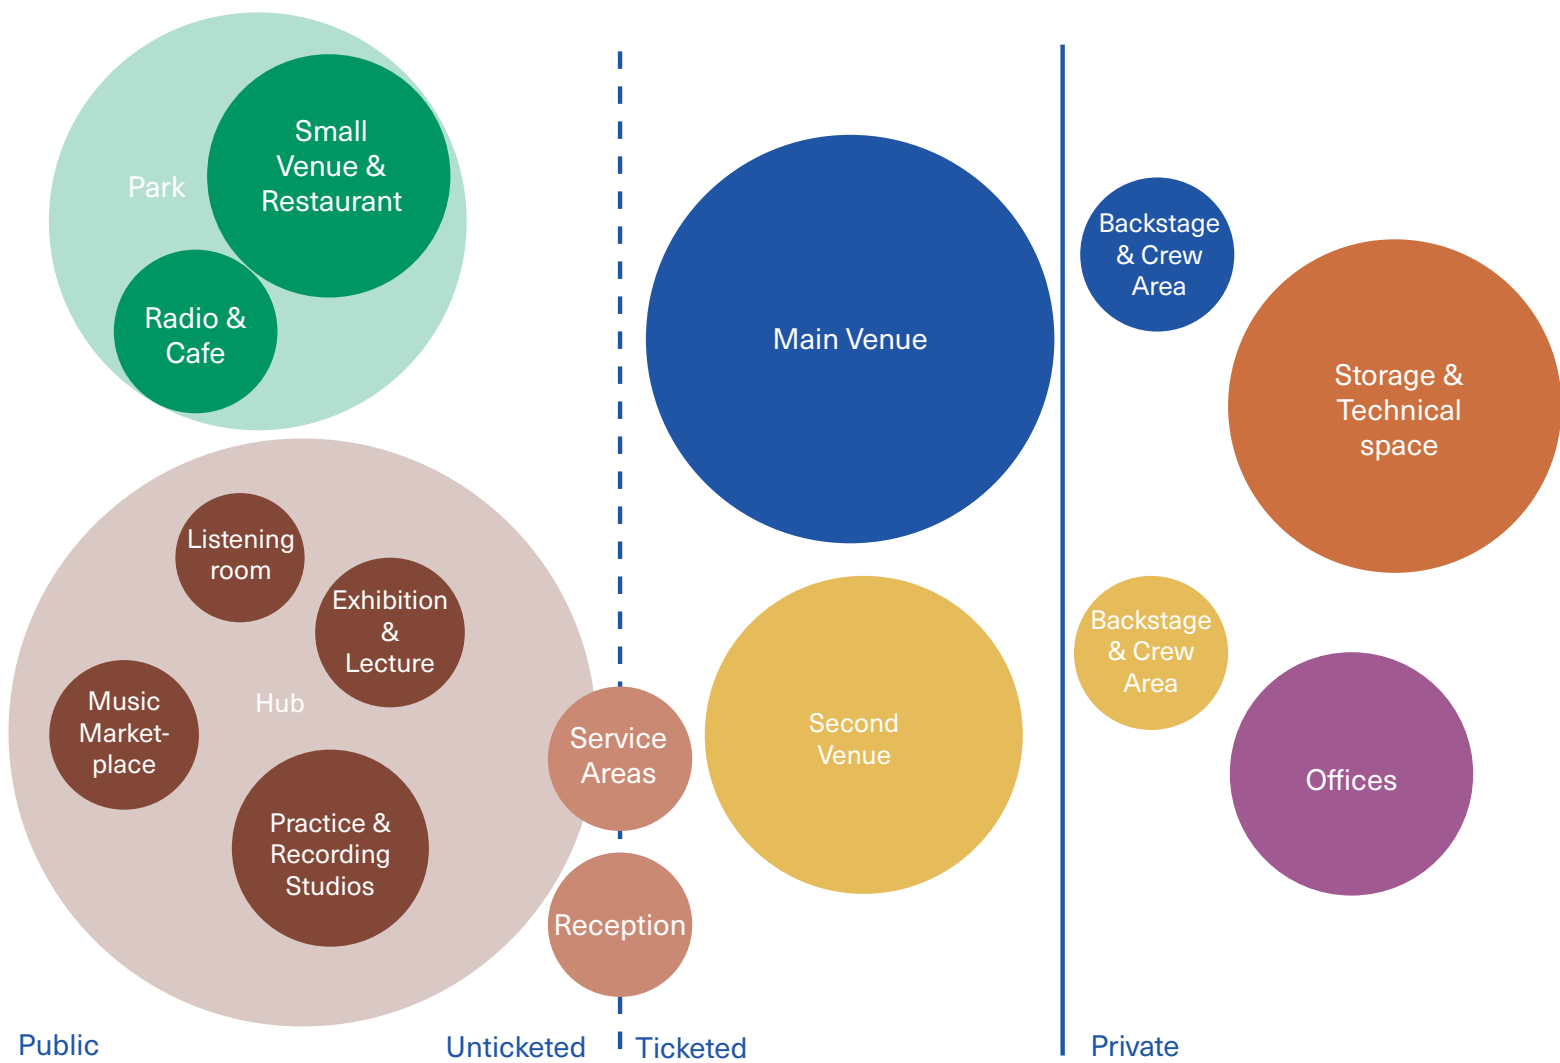 Small
Venue &
Restaurant
Park
Radio &
Cafe
Listening
room
Exhibition
&
Lecture
Music
Market-
place
Hub
Practice &
Recording
Studios
Service
Areas
Reception
Main Venue
Second
Venue
Backstage
& Crew
Area
Storage &
Technical
space
Backstage
& Crew
Area
Offices
Public
Unticketed
Ticketed
Private